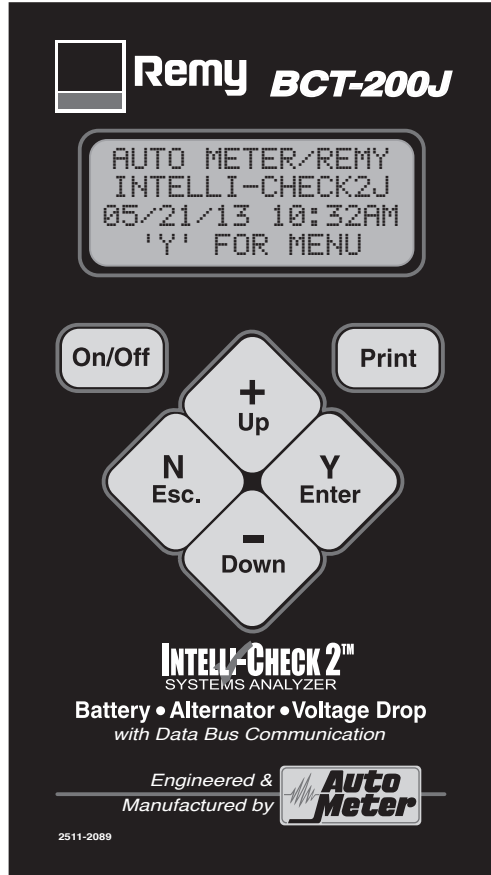 Remy BCT-200J
AUTO METER/REMY
INTELLI-CHECK2J
05/21/13 10:32AM
'Y' FOR MENU
On/Off
Print
+
Up
N
Esc.
Y
Enter
-
Down
INTELLI-CHECK 2™
SYSTEMS ANALYZER
Battery • Alternator • Voltage Drop
with Data Bus Communication
Engineered &
Manufactured by
Auto
Meter
2511-2089